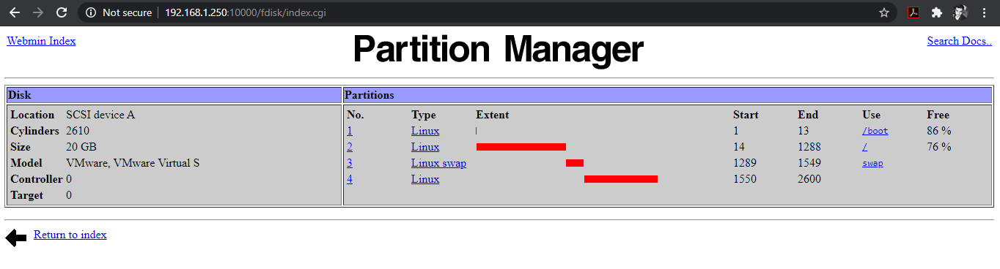 Not secure 192.168.1.250:10000/fdisk/index.cgi
Webmin Index Partition Manager Search Docs..
Disk Partitions
Location SCSI device A No. Type Extent Start End Use Free
Cylinders 2610 1 Linux 1 13 /boot 86 %
Size 20 GB 2 Linux 14 1288 / 76 %
Model VMware, VMware Virtual S 3 Linux swap 1289 1549 swap
Controller 0 4 Linux 1550 2600
Target 0
Return to index